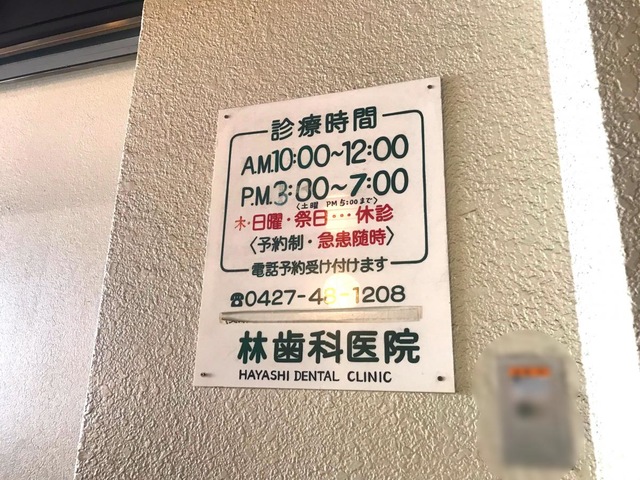 診療時間
A.M.10:00~12:00
P.M.3:00~7:00
〈土曜 PM 5:00まで〉
木・日曜・祭日…休診
〈予約制・急患随時〉
電話予約受け付けます
☎0427-48-1208
林歯科医院
HAYASHI DENTAL CLINIC